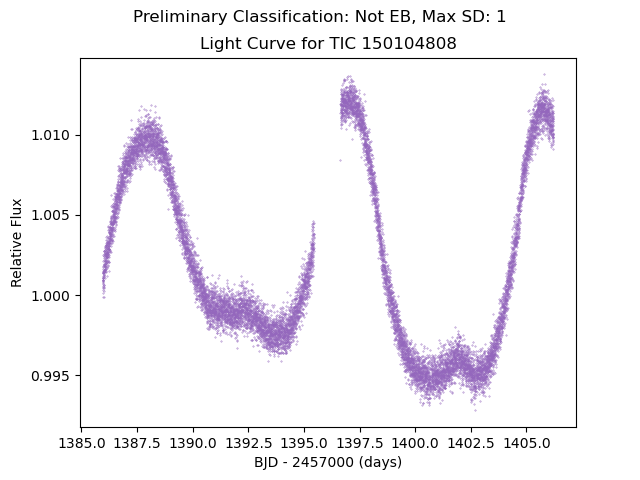 Preliminary Classification: Not EB, Max SD: 1
Light Curve for TIC 150104808
1.010
1.005
1.000
0.995
Relative Flux
1385.0 1387.5 1390.0 1392.5 1395.0 1397.5 1400.0 1402.5 1405.0
BJD - 2457000 (days)